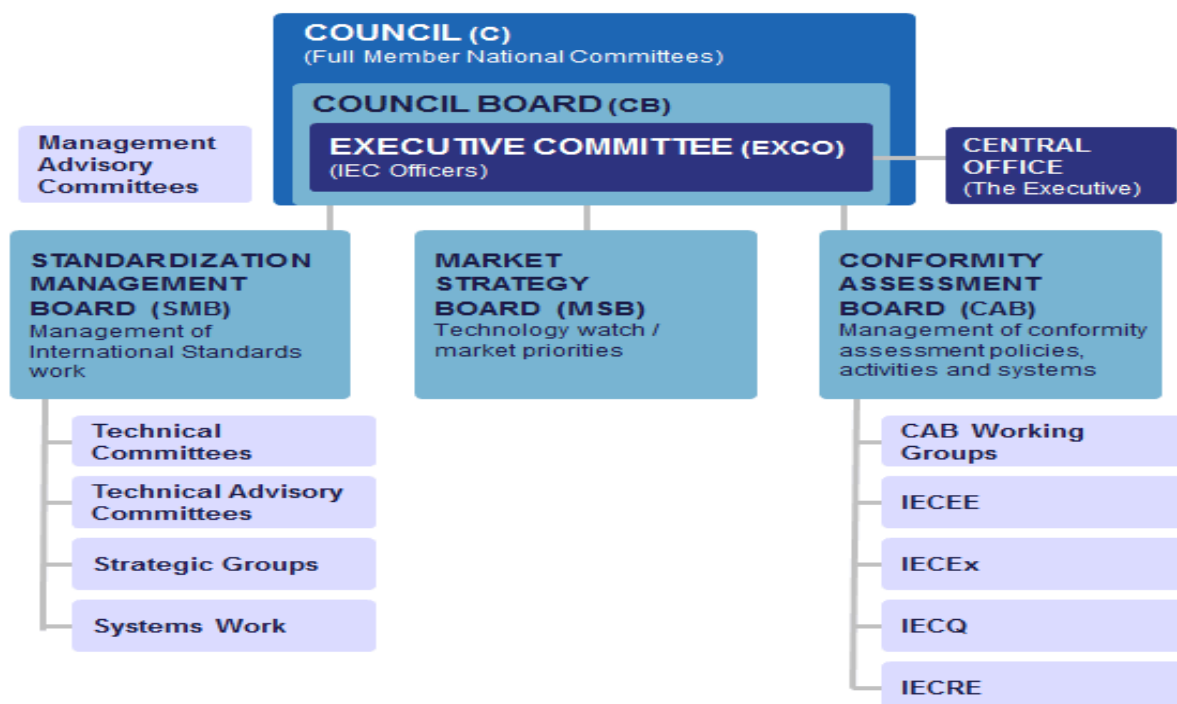 COUNCIL (C)
(Full Member National Committees)
COUNCIL BOARD (CB)
EXECUTIVE COMMITTEE (EXCO)
(IEC Officers)
Management
Advisory
Committees
CENTRAL
OFFICE
(The Executive)
STANDARDIZATION
MANAGEMENT
BOARD (SMB)
Management of
International Standards
work
MARKET
STRATEGY
BOARD (MSB)
Technology watch /
market priorities
CONFORMITY
ASSESSMENT
BOARD (CAB)
Management of conformity
assessment policies,
activities and systems
Technical
Committees
Technical Advisory
Committees
Strategic Groups
Systems Work
CAB Working
Groups
IECEE
IECEx
IECQ
IECRE